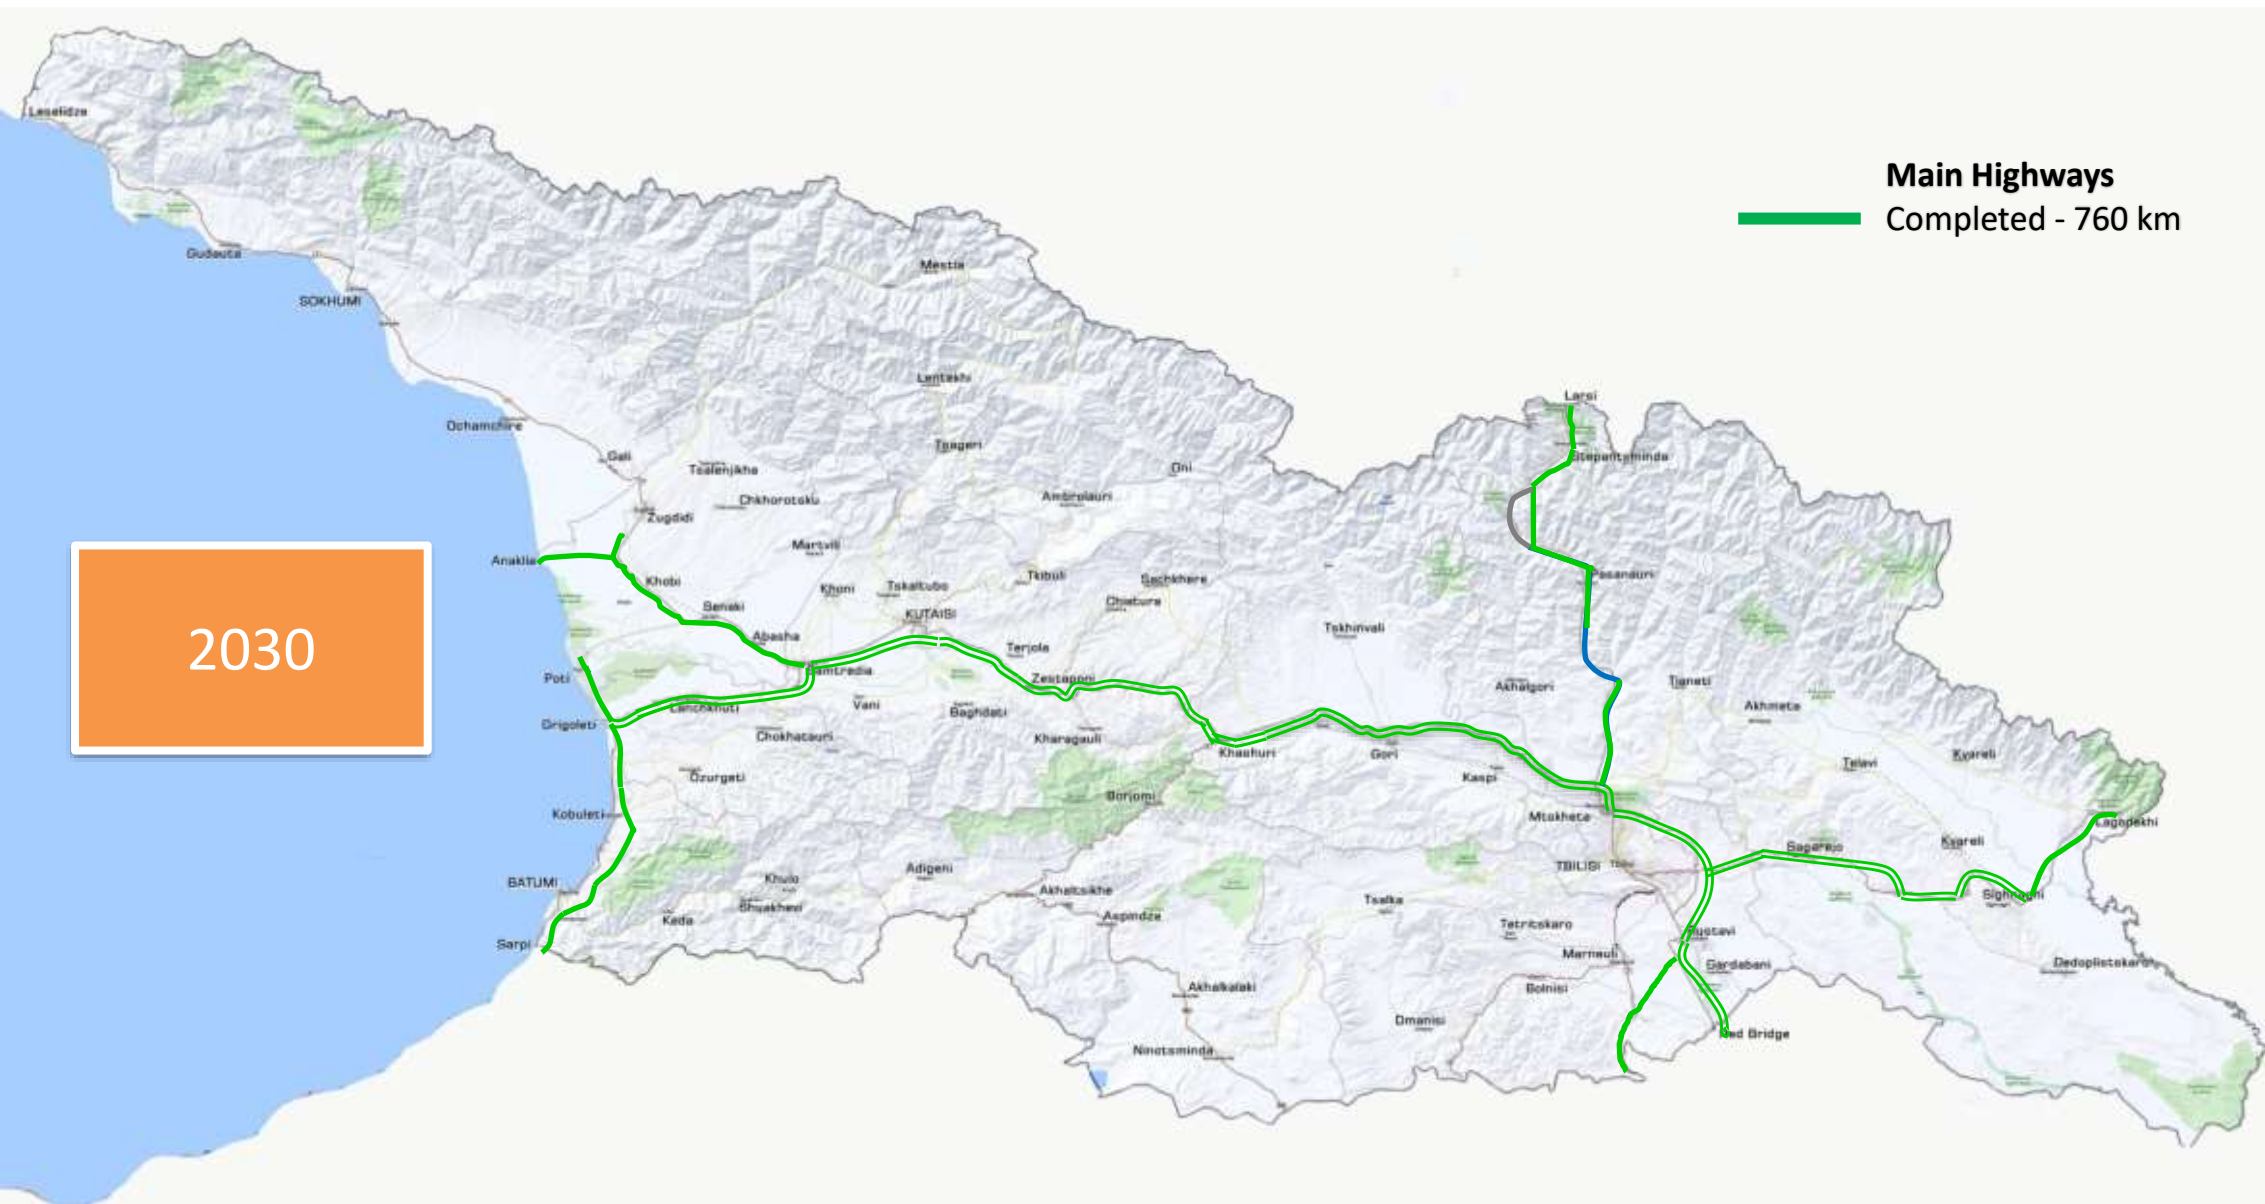 Leselidze
Main Highways
Completed - 760 km
Gudauta
Mestia
SOKHUMI
Lentekhi
Larsi
Ochamchire
Tsageri
Gali
Stepantsminda
Tsalenjikha
Oni
Chkhorotsku
Ambrolauri
Zugdidi
Martvili
Anaklia
Khobi
Khoni
Tskaltubo
Tkibuli
Sachkhere
Pasanauri
Senaki
KUTAISI
Chiatura
Abasha
Tskhinvali
Terjola
2030
Samtredia
Zestaponi
Poti
Akhalgori
Tianeti
Lanchkhuti
Vani
Baghdati
Akhmeta
Grigoleti
Chokhatauri
Kharagauli
Khashuri
Gori
Kvareli
Ozurgeti
Kaspi
Telavi
Borjomi
Kobuleti
Mtskheta
Lagodekhi
Sagarejo
Kvareli
TBILISI
BATUMI
Khulo
Adigeni
Akhaltsikhe
Sighnaghi
Shuakhevi
Tsalka
Keda
Aspindza
Tetritskaro
Rustavi
Sarpi
Marneuli
Gardabani
Dedoplistskaro
Akhalkalaki
Bolnisi
Dmanisi
Red Bridge
Ninotsminda